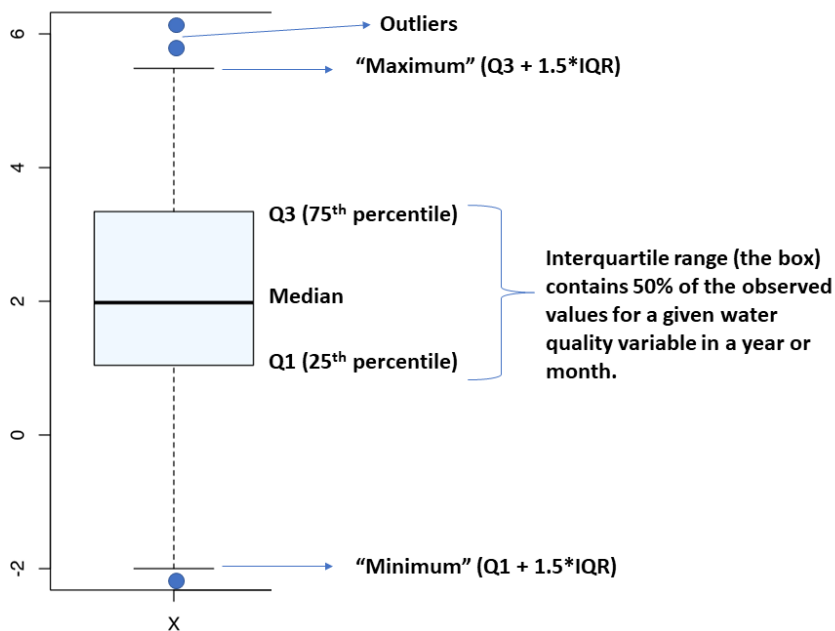 Outliers
6
“Maximum” (Q3 + 1.5*IQR)
4
Q3 (75th percentile)
Interquartile range (the box)
contains 50% of the observed
values for a given water
quality variable in a year or
month.
2
Median
Q1 (25th percentile)
0
-2
“Minimum” (Q1 + 1.5*IQR)
X